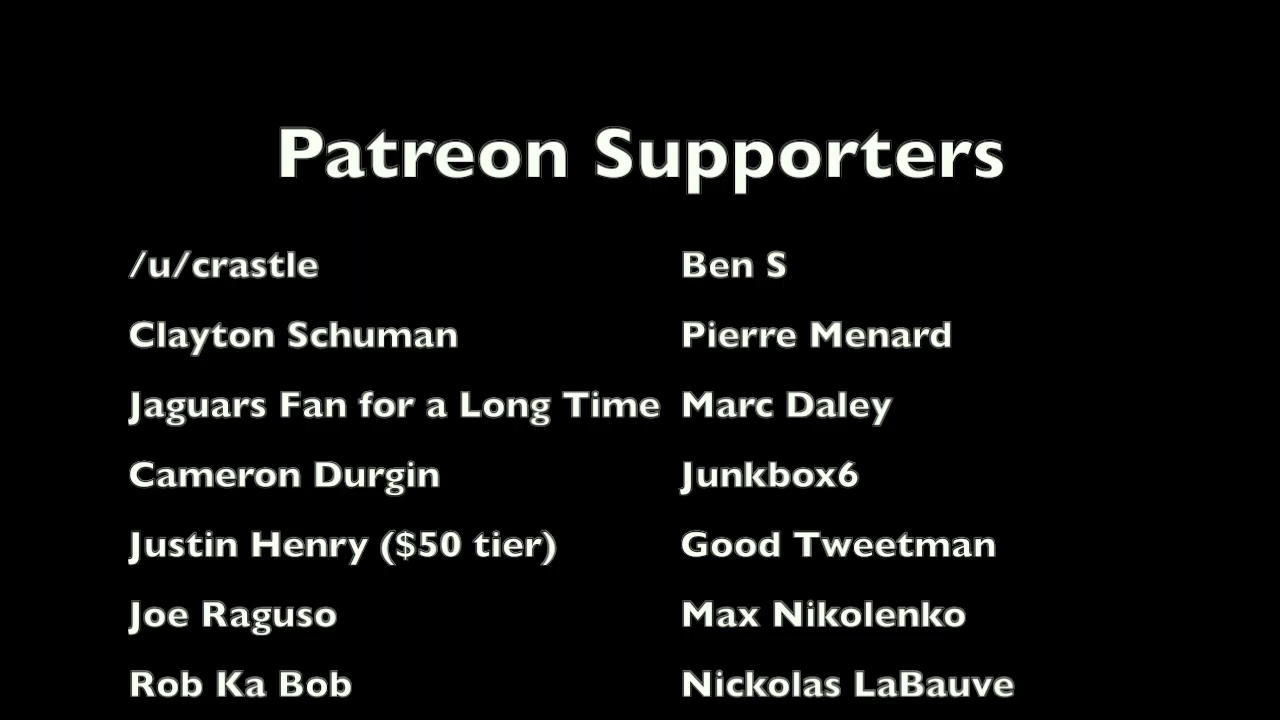 Patreon Supporters
/u/crastle
Clayton Schuman
Jaguars Fan for a Long Time
Cameron Durgin
Justin Henry ($50 tier)
Joe Raguso
Rob Ka Bob
Ben S
Pierre Menard
Marc Daley
Junkbox6
Good Tweetman
Max Nikolenko
Nickolas LaBauve